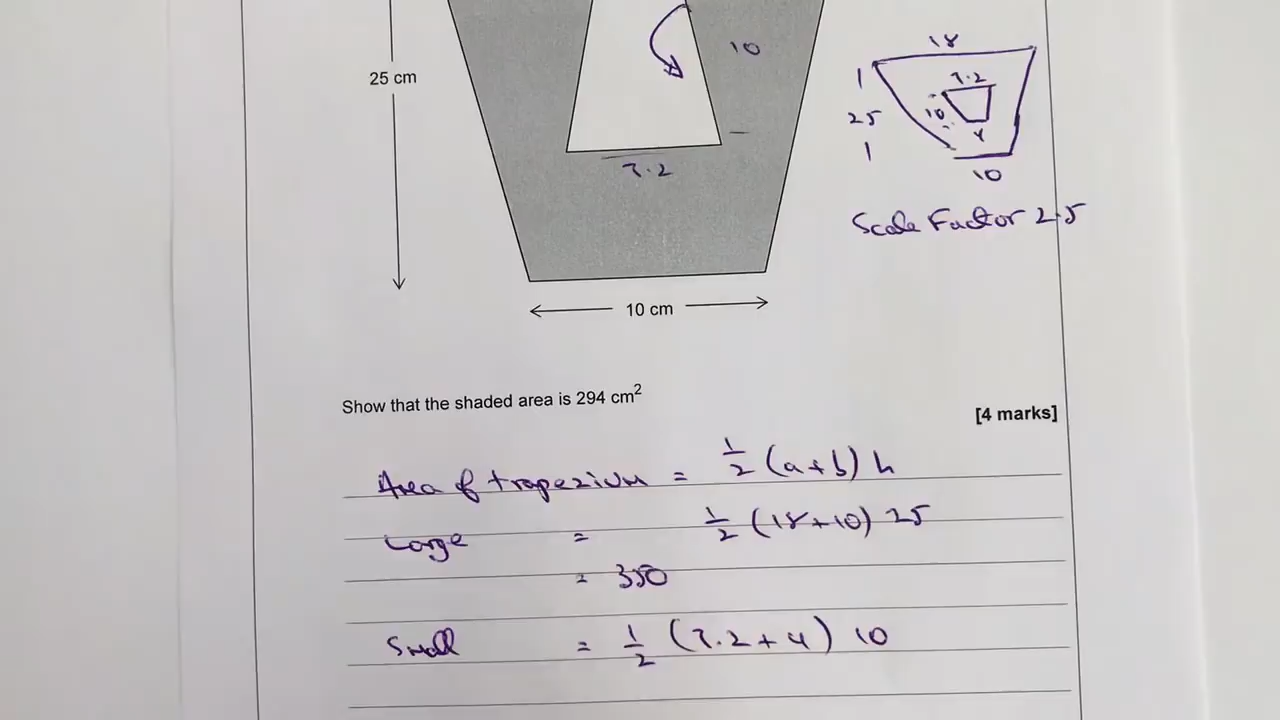 18
10
1
7.2
25 cm
25
10
4
1
7.2
10
Scale Factor 2.5
10 cm
Show that the shaded area is 294 cm²
[4 marks]
Area of trapezium = 1/2 (a+b) h
Large = 1/2 (18+10) 25
= 350
Small = 1/2 (7.2+4) 10